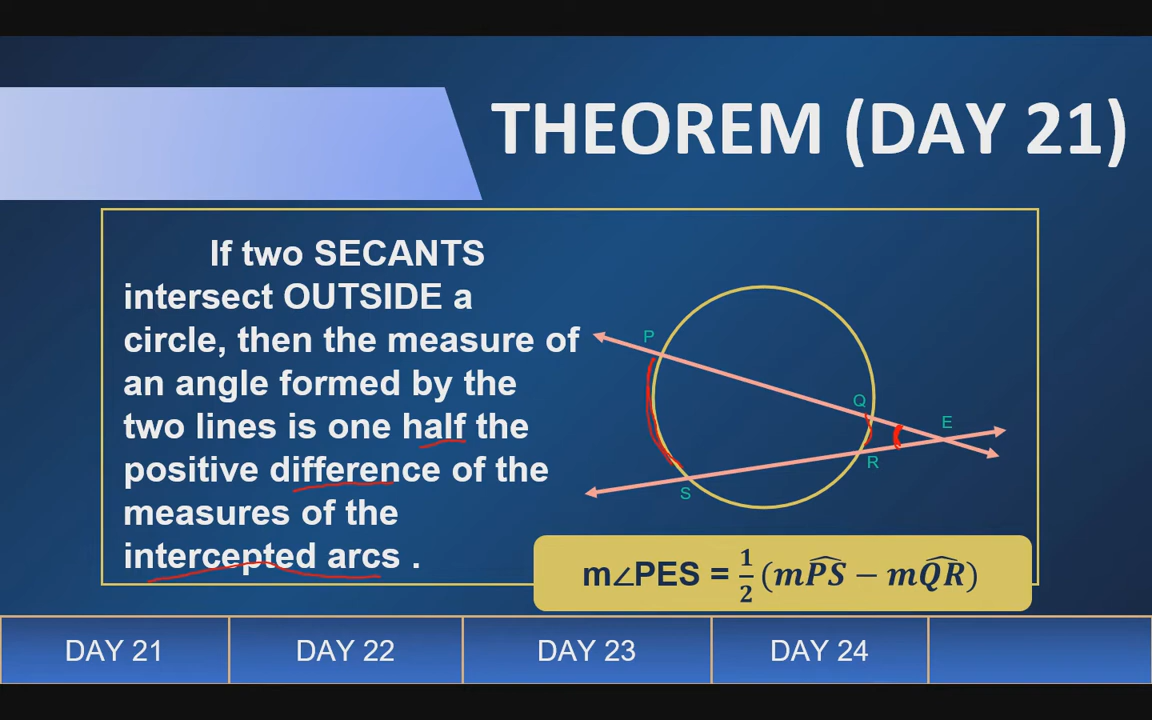 THEOREM (DAY 21)
If two SECANTS
intersect OUTSIDE a
circle, then the measure of
an angle formed by the
two lines is one half the
positive difference of the
measures of the
intercepted arcs .
P
Q
E
R
S
m∠PES = 1/2 (mP͡S − mQ͡R)
DAY 21
DAY 22
DAY 23
DAY 24